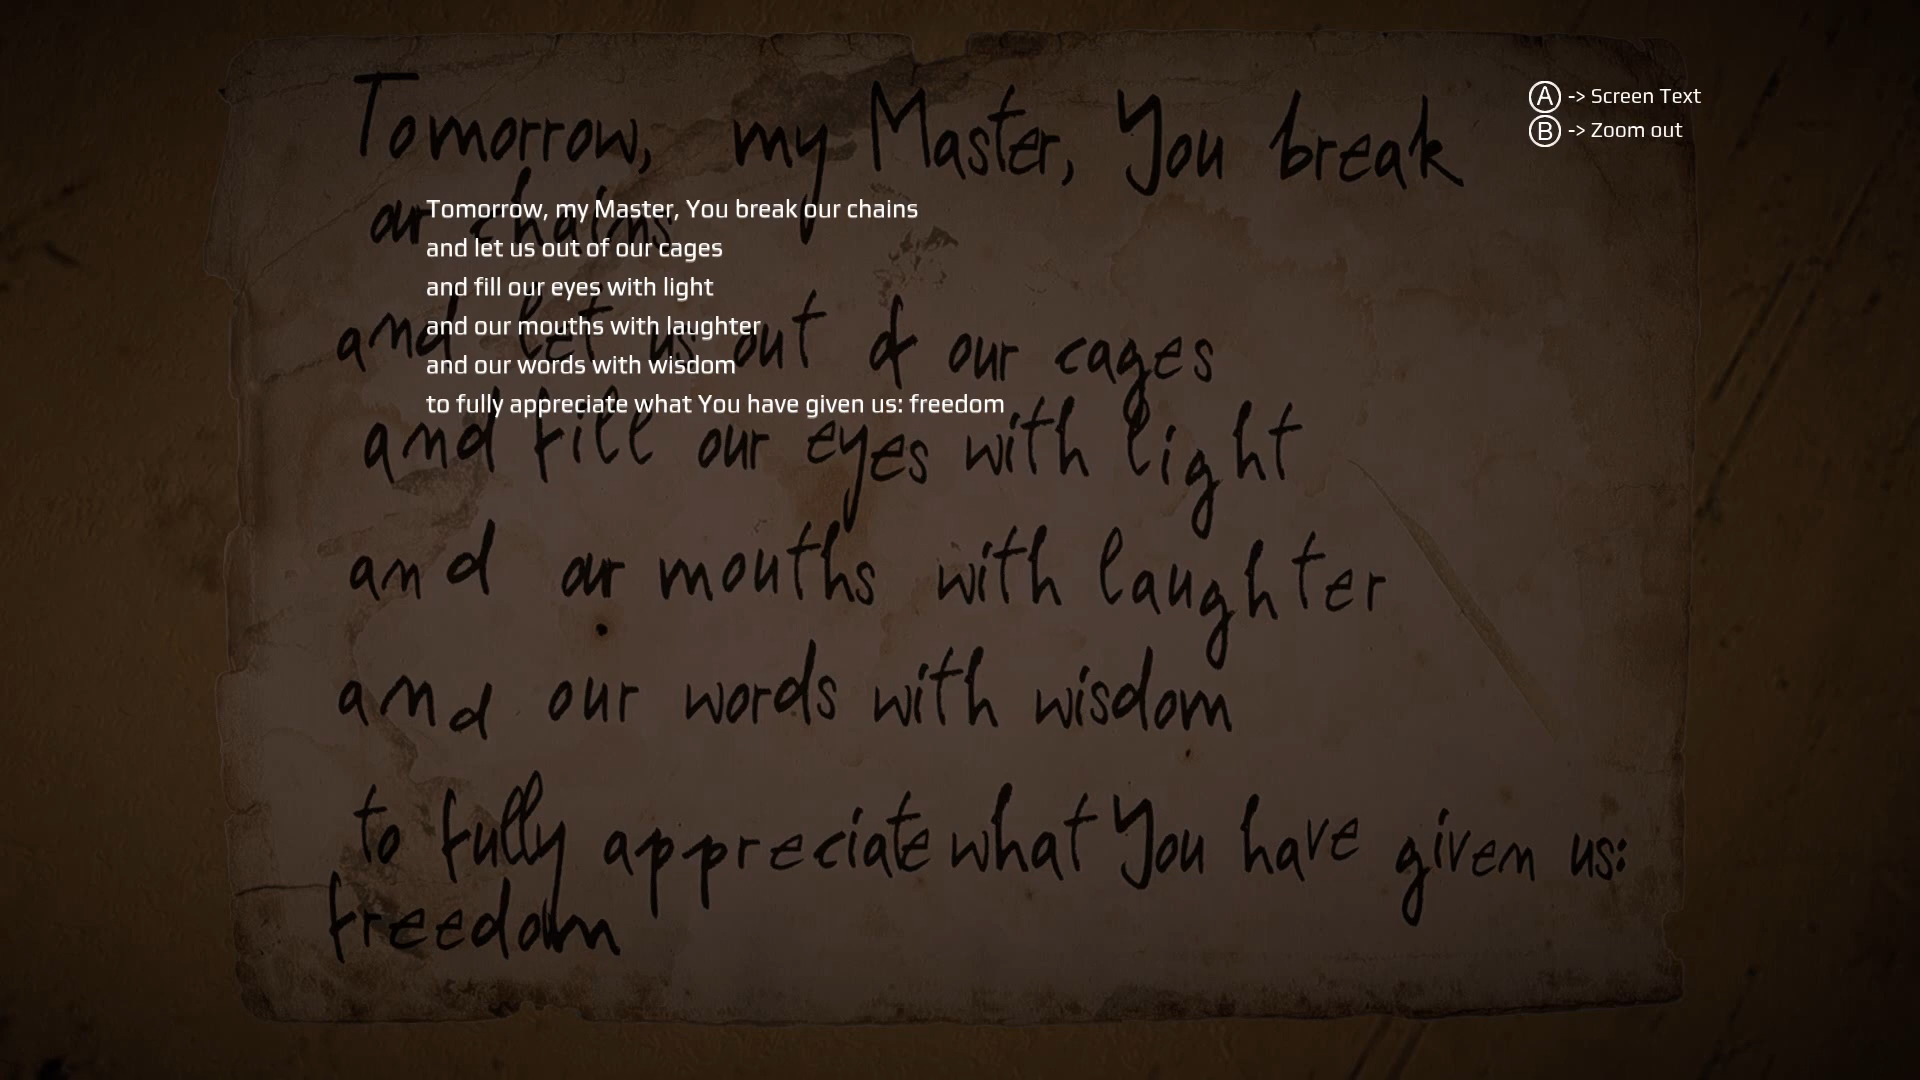 Tomorrow, my Master, You break
our chains
and let us out of our cages
and fill our eyes with light
and our mouths with laughter
and our words with wisdom
to fully appreciate what You have given us:
freedom
Tomorrow, my Master, You break our chains
and let us out of our cages
and fill our eyes with light
and our mouths with laughter
and our words with wisdom
to fully appreciate what You have given us: freedom
A -> Screen Text
B -> Zoom out